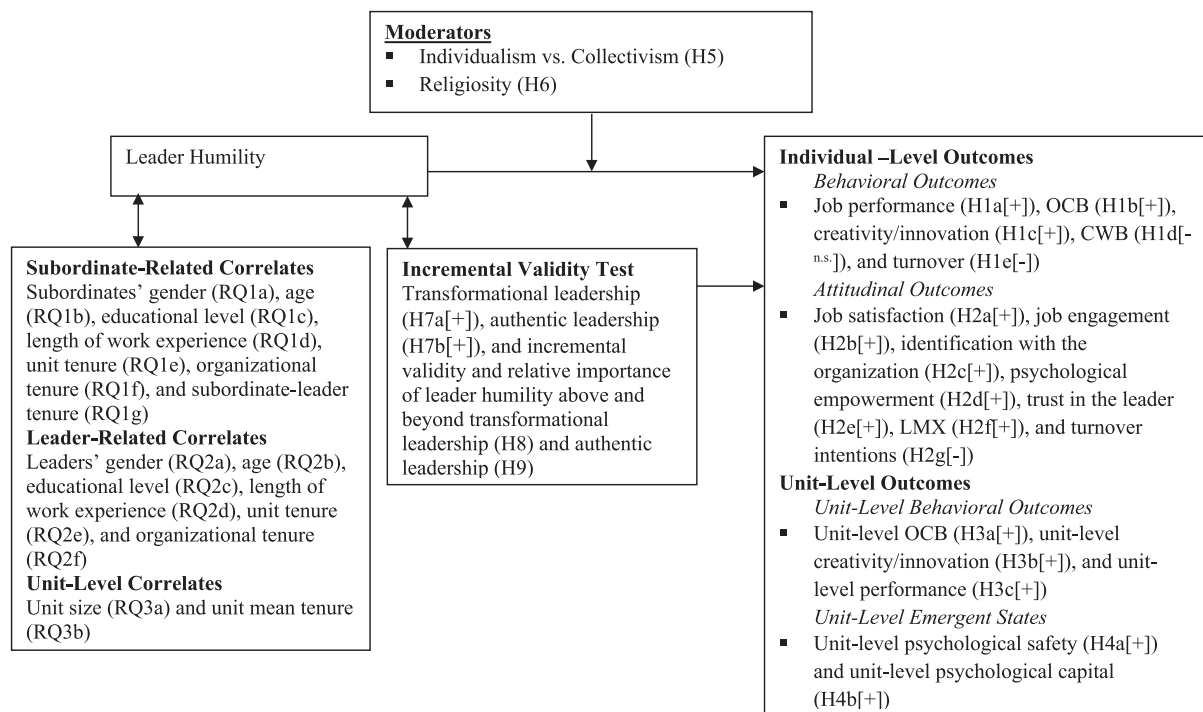 Moderators
▪ Individualism vs. Collectivism (H5)
▪ Religiosity (H6)
Leader Humility
Subordinate-Related Correlates
Subordinates' gender (RQ1a), age
(RQ1b), educational level (RQ1c),
length of work experience (RQ1d),
unit tenure (RQ1e), organizational
tenure (RQ1f), and subordinate-leader
tenure (RQ1g)
Leader-Related Correlates
Leaders' gender (RQ2a), age (RQ2b),
educational level (RQ2c), length of
work experience (RQ2d), unit tenure
(RQ2e), and organizational tenure
(RQ2f)
Unit-Level Correlates
Unit size (RQ3a) and unit mean tenure
(RQ3b)
Incremental Validity Test
Transformational leadership
(H7a[+]), authentic leadership
(H7b[+]), and incremental
validity and relative importance
of leader humility above and
beyond transformational
leadership (H8) and authentic
leadership (H9)
Individual –Level Outcomes
Behavioral Outcomes
▪ Job performance (H1a[+]), OCB (H1b[+]),
creativity/innovation (H1c[+]), CWB (H1d[-
n.s.]), and turnover (H1e[-])
Attitudinal Outcomes
▪ Job satisfaction (H2a[+]), job engagement
(H2b[+]), identification with the
organization (H2c[+]), psychological
empowerment (H2d[+]), trust in the leader
(H2e[+]), LMX (H2f[+]), and turnover
intentions (H2g[-])
Unit-Level Outcomes
Unit-Level Behavioral Outcomes
▪ Unit-level OCB (H3a[+]), unit-level
creativity/innovation (H3b[+]), and unit-
level performance (H3c[+])
Unit-Level Emergent States
▪ Unit-level psychological safety (H4a[+])
and unit-level psychological capital
(H4b[+])